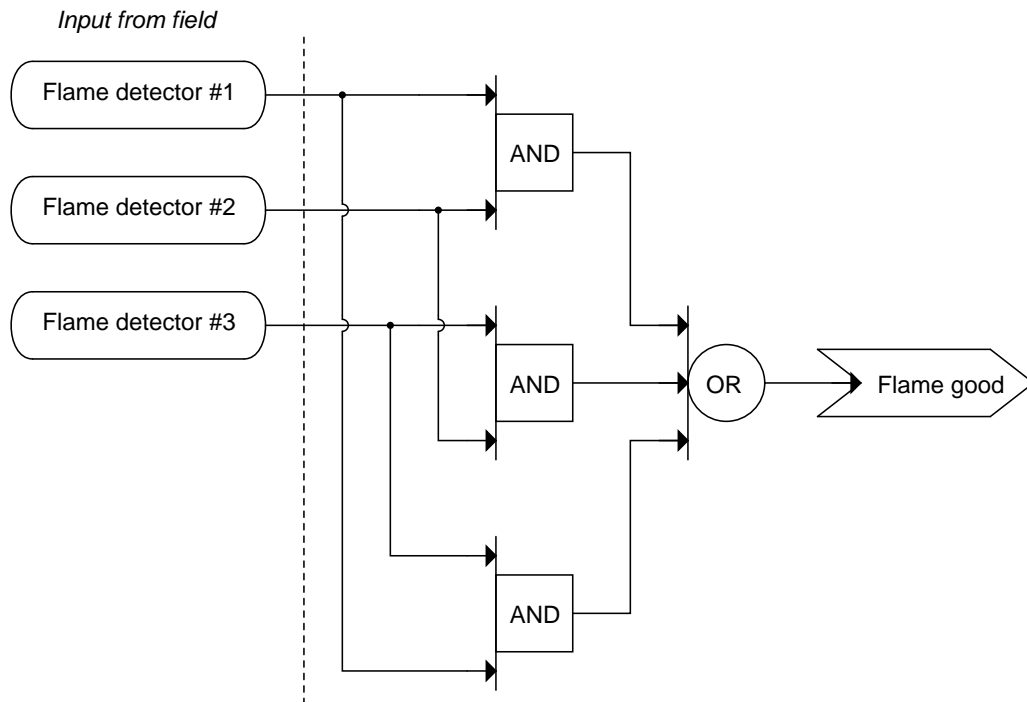 Input from field
Flame detector #1
AND
Flame detector #2
Flame detector #3
AND
OR
Flame good
AND